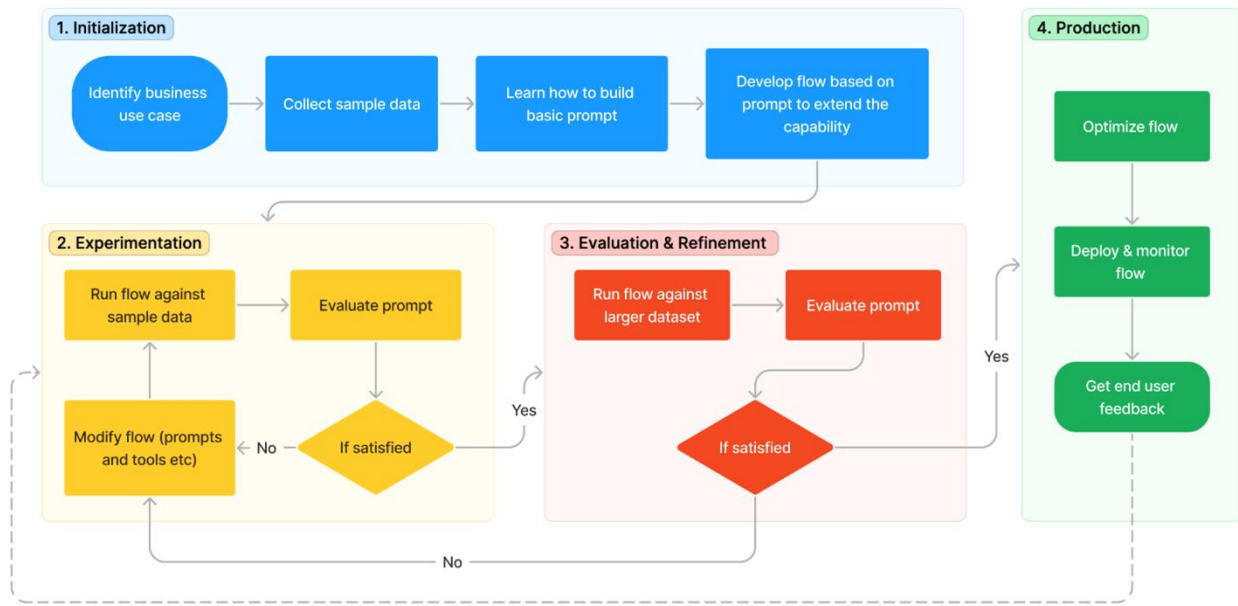 1. Initialization
Identify business
use case
Collect sample data
Learn how to build
basic prompt
Develop flow based on
prompt to extend the
capability
2. Experimentation
Run flow against
sample data
Evaluate prompt
Modify flow (prompts
and tools etc)
No
If satisfied
Yes
3. Evaluation & Refinement
Run flow against
larger dataset
Evaluate prompt
If satisfied
No
Yes
4. Production
Optimize flow
Deploy & monitor
flow
Get end user
feedback